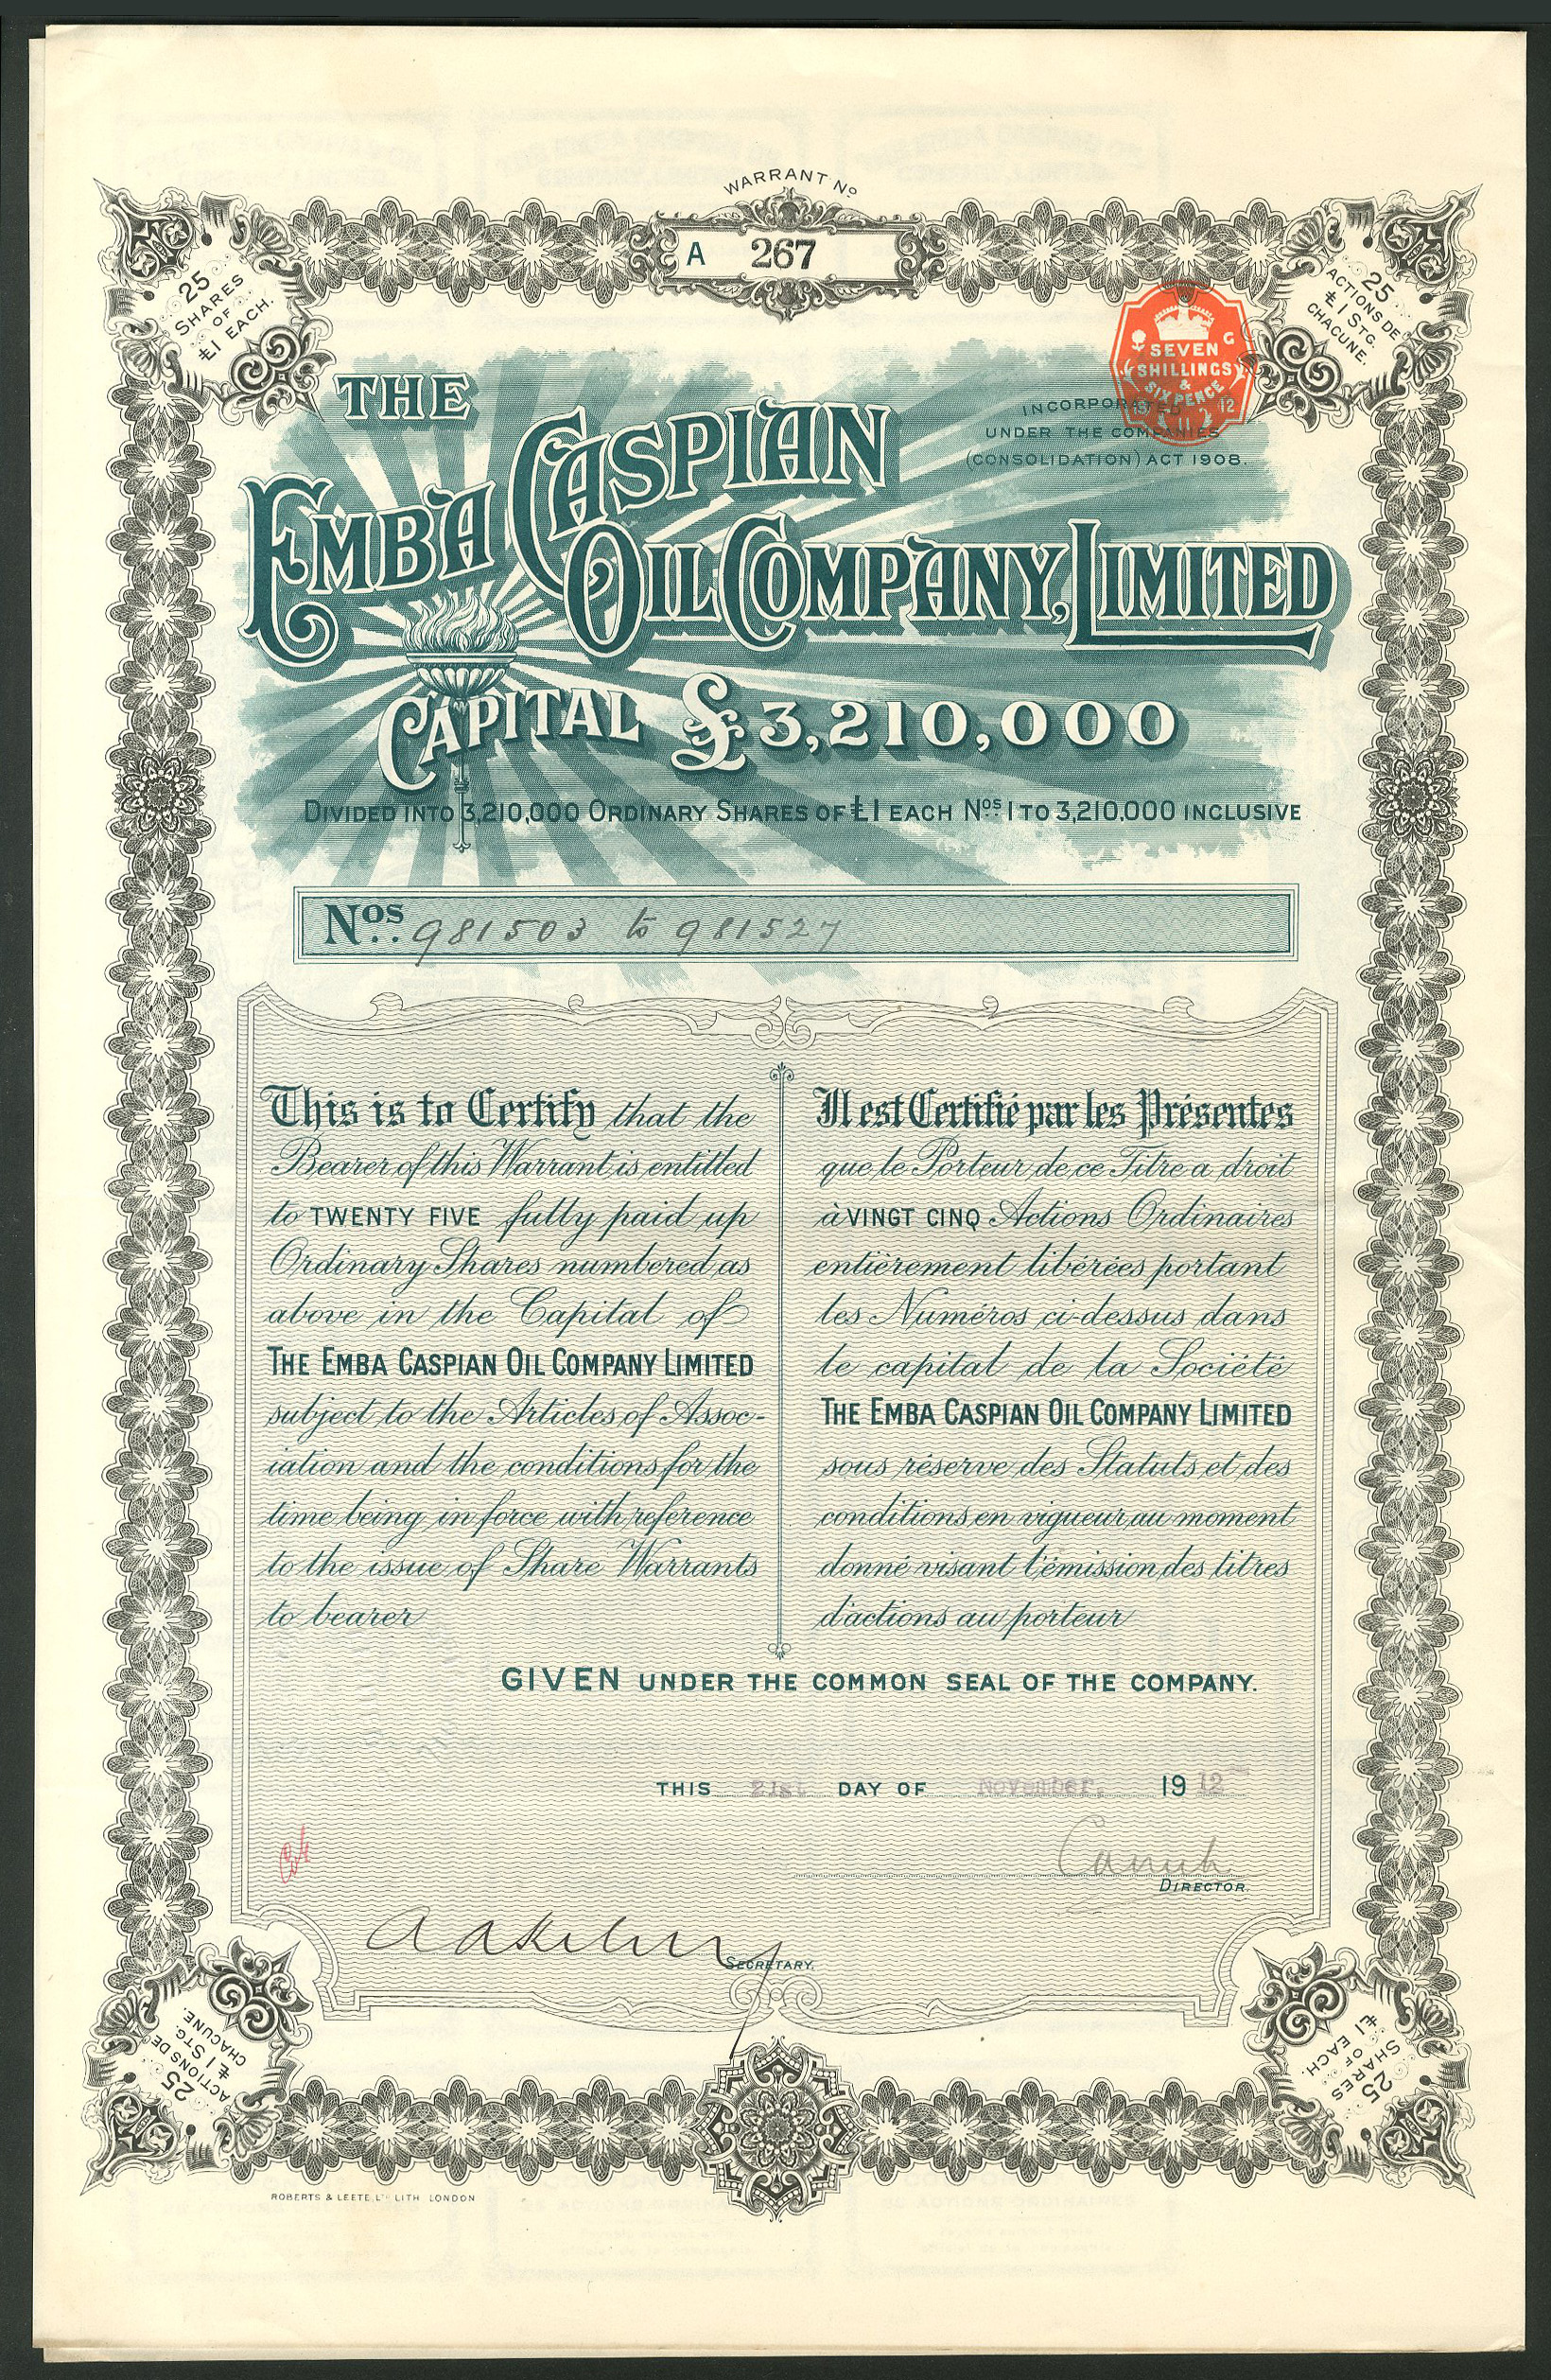 WARRANT No.
A 267
25
SHARES
OF
£1 EACH.
25
ACTIONS DE
£1 STG.
CHACUNE.
SEVEN G
SHILLINGS
&
SIX PENCE
12
11
INCORPORATED
UNDER THE COMPANIES
(CONSOLIDATION) ACT 1908.
THE
EMBA CASPIAN
OIL COMPANY, LIMITED
CAPITAL £3,210,000
DIVIDED INTO 3,210,000 ORDINARY SHARES OF £1 EACH Nos. 1 TO 3,210,000 INCLUSIVE
Nos. 981503 to 981527
This is to Certify that the
Bearer of this Warrant is entitled
to TWENTY FIVE fully paid up
Ordinary Shares numbered as
above in the Capital of
THE EMBA CASPIAN OIL COMPANY LIMITED
subject to the Articles of Assoc-
iation and the conditions for the
time being in force with reference
to the issue of Share Warrants
to bearer
Il est Certifié par les Présentes
que le Porteur de ce Titre a droit
à VINGT CINQ Actions Ordinaires
entièrement libérées portant
les Numéros ci-dessus dans
le capital de la Société
THE EMBA CASPIAN OIL COMPANY LIMITED
sous réserve des Statuts et des
conditions en vigueur au moment
donné visant l'émission des titres
d'actions au porteur
GIVEN UNDER THE COMMON SEAL OF THE COMPANY.
THIS 21st DAY OF November, 1912
DIRECTOR.
SECRETARY.
25
ACTIONS DE
£1 STG.
CHACUNE.
25
SHARES
OF
£1 EACH.
ROBERTS & LEETE LTD LITH LONDON